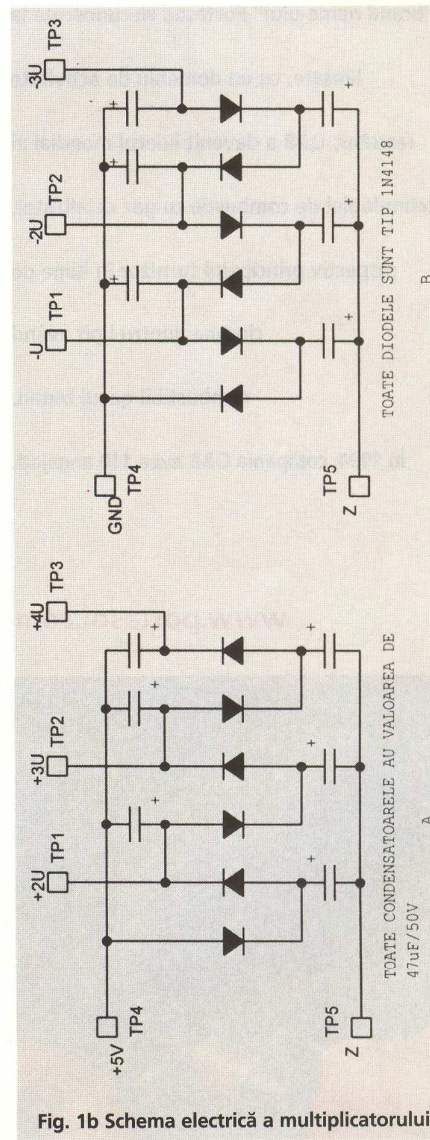 +5V
TP4
+2U
TP1
+3U
TP2
+4U
TP3
+
+
+
+
+
+
Z
TP5
TOATE CONDENSATOARELE AU VALOAREA DE
47uF/50V
A
GND
TP4
-U
TP1
-2U
TP2
-3U
TP3
+
+
+
+
+
Z
TP5
TOATE DIODELE SUNT TIP 1N4148
B
Fig. 1b Schema electrică a multiplicatorului